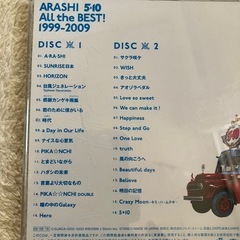 ARASHI 5×10
All the BEST!
1999-2009
DISC 1
A・RA・SHI
SUNRISE日本
HORIZON
台風ジェネレーション
感謝カンゲキ雨嵐
君のために僕がいる
時代
a Day in Our Life
ナイスな心意気
PIKA☆NCHI
とまどいながら
ハダシの未来
言葉より大切なもの
PIKA☆NCHI DOUBLE
瞳の中のGalaxy
Hero
DISC 2
サクラ咲ケ
WISH
きっと大丈夫
アオゾラペダル
Love so sweet
We can make it!
Happiness
Step and Go
One Love
truth
風の向こうへ
Beautiful days
Believe
明日の記憶
Crazy Moon
5×10